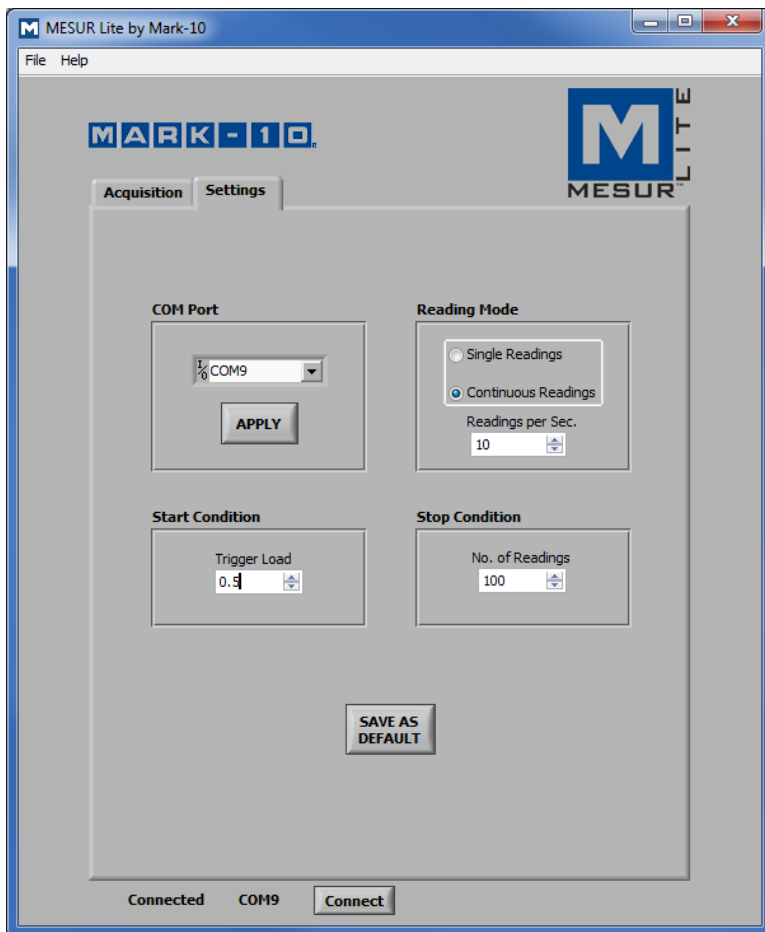 MESUR Lite by Mark-10
File Help
MARK-10
M
LITE
MESUR™
Acquisition Settings
COM Port
Reading Mode
I/O COM9
Single Readings
Continuous Readings
APPLY
Readings per Sec.
10
Start Condition
Stop Condition
Trigger Load
No. of Readings
0.5
100
SAVE AS
DEFAULT
Connected COM9 Connect